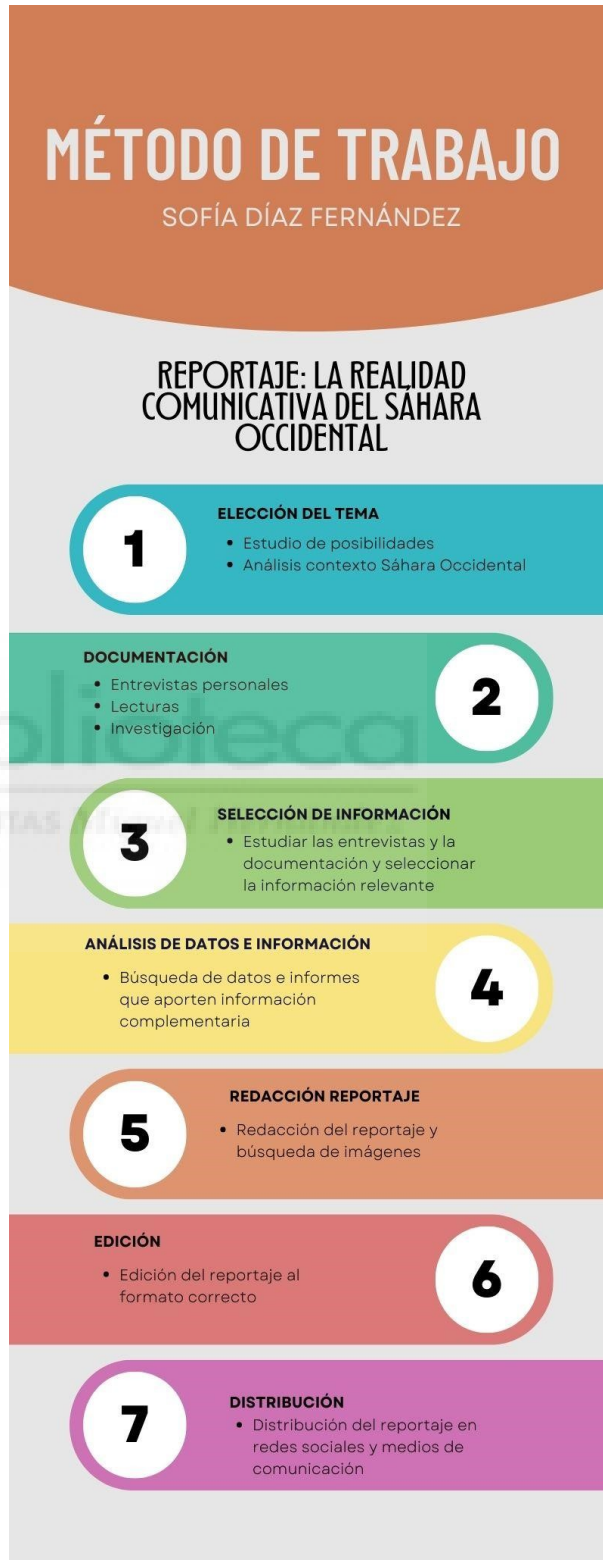 MÉTODO DE TRABAJO
SOFÍA DÍAZ FERNÁNDEZ
REPORTAJE: LA REALIDAD
COMUNICATIVA DEL SÁHARA
OCCIDENTAL
1
ELECCIÓN DEL TEMA
• Estudio de posibilidades
• Análisis contexto Sáhara Occidental
DOCUMENTACIÓN
• Entrevistas personales
• Lecturas
• Investigación
2
3
SELECCIÓN DE INFORMACIÓN
• Estudiar las entrevistas y la
documentación y seleccionar
la información relevante
ANÁLISIS DE DATOS E INFORMACIÓN
• Búsqueda de datos e informes
que aporten información
complementaria
4
5
REDACCIÓN REPORTAJE
• Redacción del reportaje y
búsqueda de imágenes
EDICIÓN
• Edición del reportaje al
formato correcto
6
7
DISTRIBUCIÓN
• Distribución del reportaje en
redes sociales y medios de
comunicación